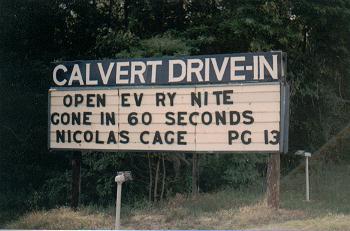 CALVERT DRIVE-IN
OPEN EV RY NITE
GONE IN 60 SECONDS
NICOLAS CAGE PG 13